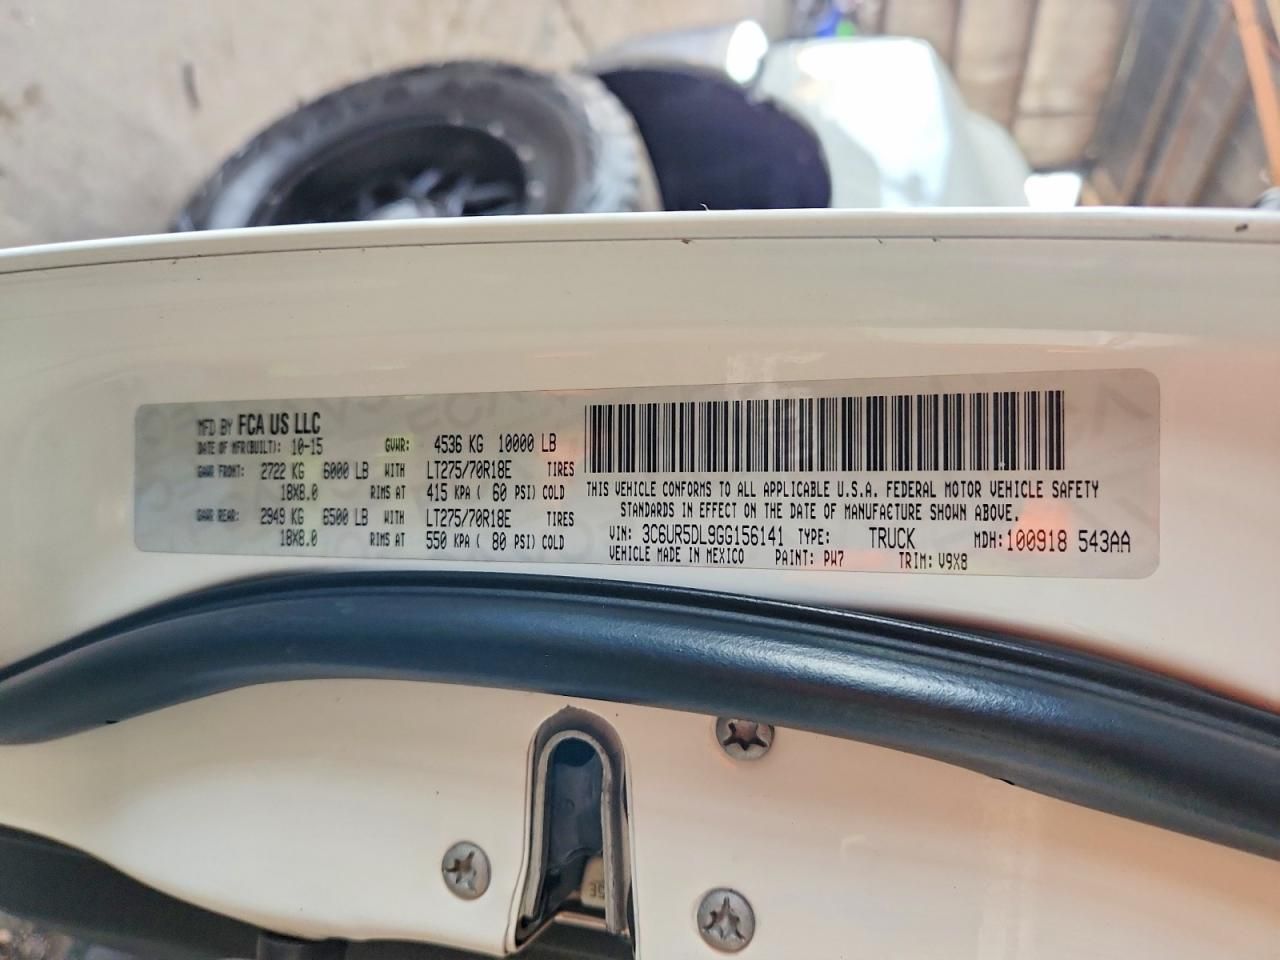 MFD BY FCA US LLC
DATE OF MFR(BUILT): 10-15 GVWR: 4536 KG 10000 LB
GAWR FRONT: 2722 KG 6000 LB WITH LT275/70R18E TIRES
18X8.0 RIMS AT 415 KPA ( 60 PSI) COLD
GAWR REAR: 2949 KG 6500 LB WITH LT275/70R18E TIRES
18X8.0 RIMS AT 550 KPA ( 80 PSI) COLD
THIS VEHICLE CONFORMS TO ALL APPLICABLE U.S.A. FEDERAL MOTOR VEHICLE SAFETY
STANDARDS IN EFFECT ON THE DATE OF MANUFACTURE SHOWN ABOVE.
VIN: 3C6UR5DL9GG156141 TYPE: TRUCK MDH: 100918 543AA
VEHICLE MADE IN MEXICO PAINT: PW7 TRIM: V9X8